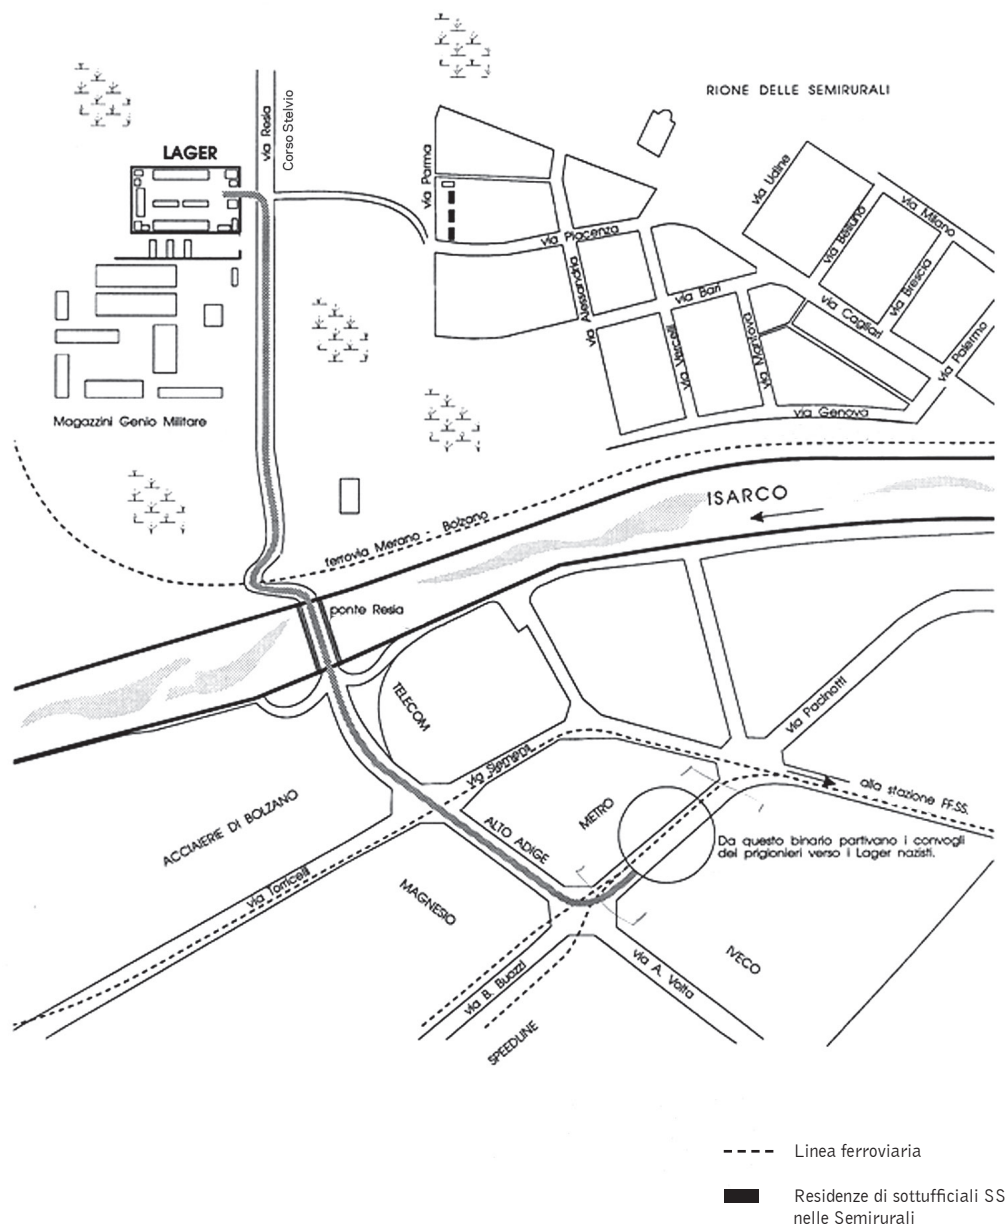 RIONE DELLE SEMIRURALI
via Resia
Corso Stelvio
LAGER
via Parma
via Udine
via Milano
via Belluno
via Piacenza
via Brescia
via Alessandria
via Bari
via Cagliari
via Vercelli
via Mantova
via Palermo
via Genova
Magazzini Genio Militare
ISARCO
ferrovia Merano - Bolzano
ponte Resia
TELECOM
via Pacinotti
via Siemens
alla stazione FF.SS.
ACCIAIERIE DI BOLZANO
METRO
ALTO ADIGE
Da questo binario partivano i convogli
dei prigionieri verso i Lager nazisti.
via Torricelli
MAGNESIO
IVECO
via B. Buozzi
via A. Volta
SPEEDLINE
Linea ferroviaria
Residenze di sottufficiali SS
nelle Semirurali